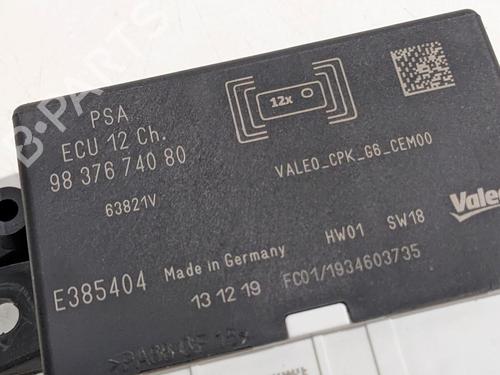 PSA
ECU 12 Ch.
98 376 740 80
63821V
12x
VALEO_CPK_G6_CEM00
Valeo
HW01 SW18
E385404 Made in Germany
13 12 19 FC01/1934603735
B-PARTS